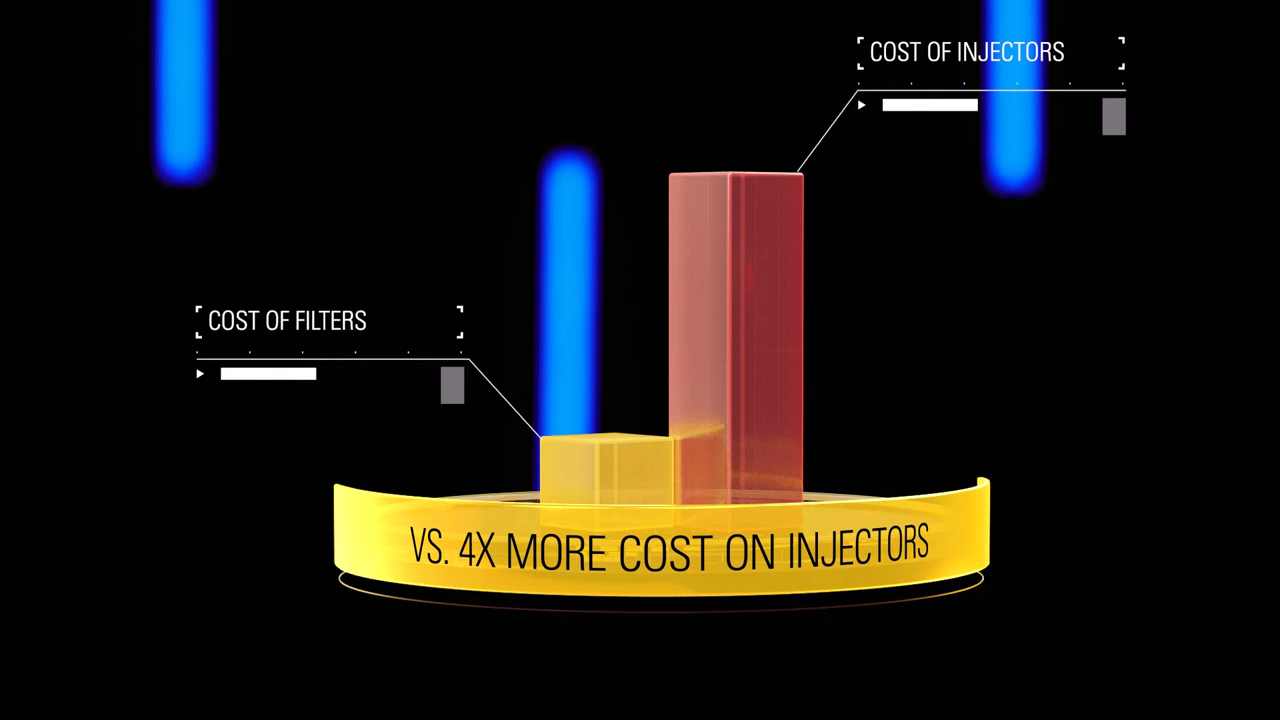 COST OF INJECTORS
COST OF FILTERS
VS. 4X MORE COST ON INJECTORS